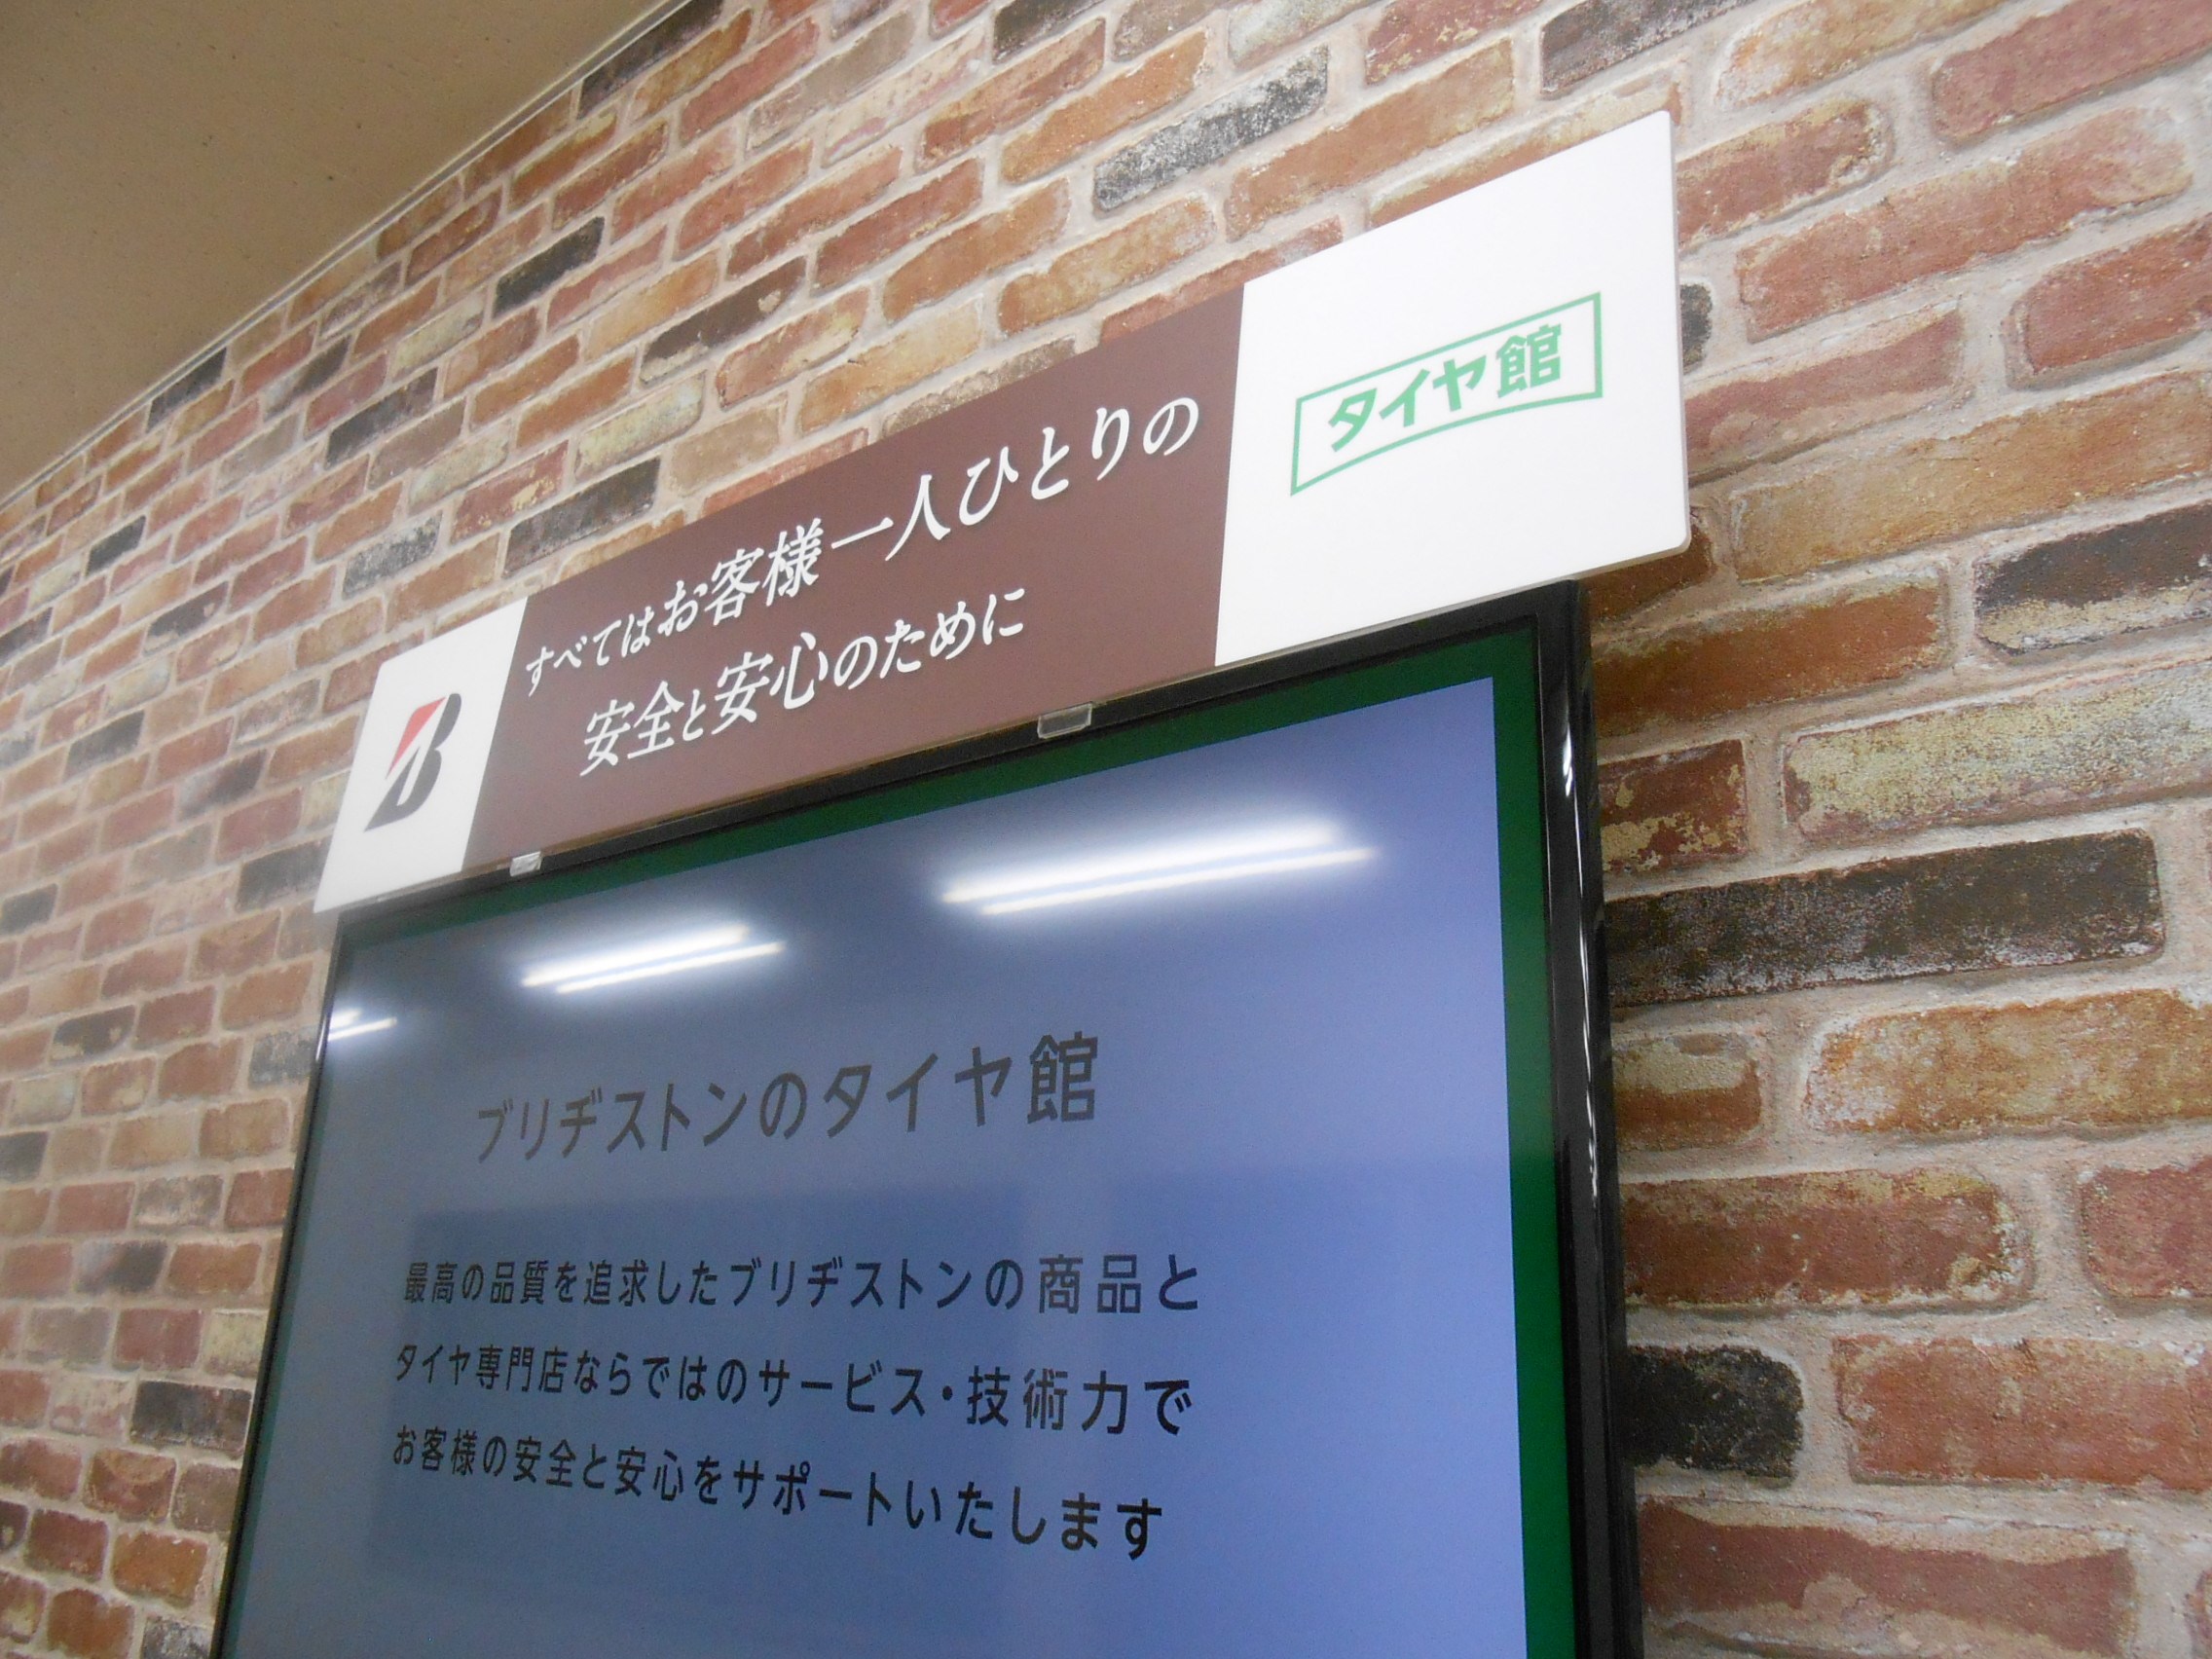 すべてはお客様一人ひとりの
安全と安心のために
タイヤ館
ブリヂストンのタイヤ館
最高の品質を追求したブリヂストンの商品と
タイヤ専門店ならではのサービス・技術力で
お客様の安全と安心をサポートいたします